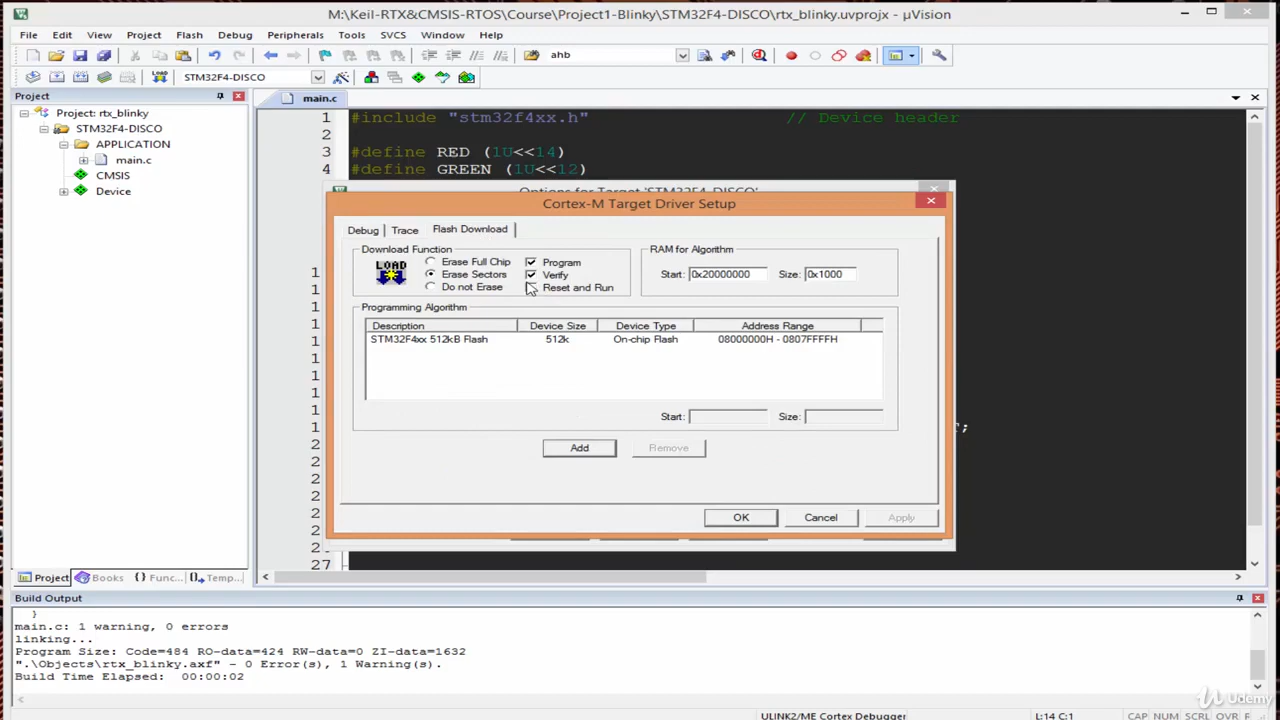 M:\Keil-RTX&CMSIS-RTOS\Course\Project1-Blinky\STM32F4-DISCO\rtx_blinky.uvprojx - µVision
File Edit View Project Flash Debug Peripherals Tools SVCS Window Help
ahb
LOAD STM32F4-DISCO
Project
Project: rtx_blinky
STM32F4-DISCO
APPLICATION
main.c
CMSIS
Device
main.c
1 #include "stm32f4xx.h" // Device header
2
3 #define RED (1U<<14)
4 #define GREEN (1U<<12)
Options for Target 'STM32F4-DISCO'
Cortex-M Target Driver Setup
Debug Trace Flash Download
Download Function
LOAD
Erase Full Chip
Erase Sectors
Do not Erase
Program
Verify
Reset and Run
RAM for Algorithm
Start: 0x20000000 Size: 0x1000
Programming Algorithm
Description Device Size Device Type Address Range
STM32F4xx 512kB Flash 512k On-chip Flash 08000000H - 0807FFFFH
Start: Size:
Add Remove
OK Cancel Apply
27
Project Books {} Func... Temp...
Build Output
}
main.c: 1 warning, 0 errors
linking...
Program Size: Code=484 RO-data=424 RW-data=0 ZI-data=1632
".\Objects\rtx_blinky.axf" - 0 Error(s), 1 Warning(s).
Build Time Elapsed: 00:00:02
ULINK2/ME Cortex Debugger L:14 C:1 CAP NUM SCRL OVR
Udemy